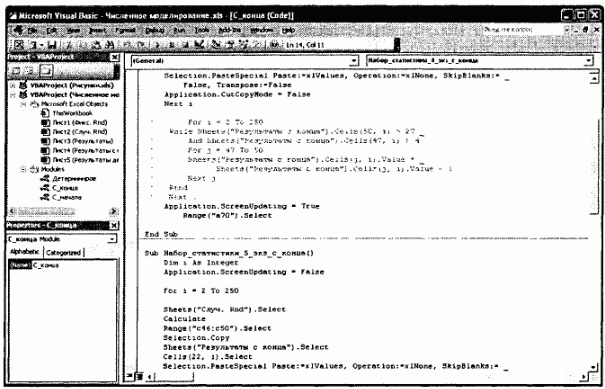 Microsoft Visual Basic - Численное моделирование.xls - [С_конца (Code)]
File Edit View Insert Format Debug Run Tools Add-Ins Window Help
Ln 14, Col 11
Project - VBAProject
(General)
Набор_статистики_5_экз_с_конца
VBAProject (Рисунки.xls)
VBAProject (Численное мо
Microsoft Excel Objects
ThisWorkbook
Лист1 (Фикс. Rnd)
Лист2 (Случ. Rnd)
Лист3 (Результаты)
Лист4 (Результаты с к
Лист5 (Результаты де
Modules
Детерминиров
С_конца
С_начала
Properties - С_конца
С_конца Module
Alphabetic Categorized
(Name) С_конца
Selection.PasteSpecial Paste:=xlValues, Operation:=xlNone, SkipBlanks:= _
False, Transpose:=False
Application.CutCopyMode = False
Next i
' For i = 2 To 250
' While Sheets("Результаты с конца").Cells(50, i) > 27 _
' And Sheets("Результаты с конца").Cells(47, i) > 4
' For j = 47 To 50
' Sheets("Результаты с конца").Cells(j, i).Value = _
' Sheets("Результаты с конца").Cells(j, i).Value - 1
' Next j
' Wend
' Next i
Application.ScreenUpdating = True
Range("a70").Select
End Sub
Sub Набор_статистики_5_экз_с_конца()
Dim i As Integer
Application.ScreenUpdating = False
For i = 2 To 250
Sheets("Случ. Rnd").Select
Calculate
Range("c46:c50").Select
Selection.Copy
Sheets("Результаты с конца").Select
Cells(22, i).Select
Selection.PasteSpecial Paste:=xlValues, Operation:=xlNone, SkipBlanks:= _